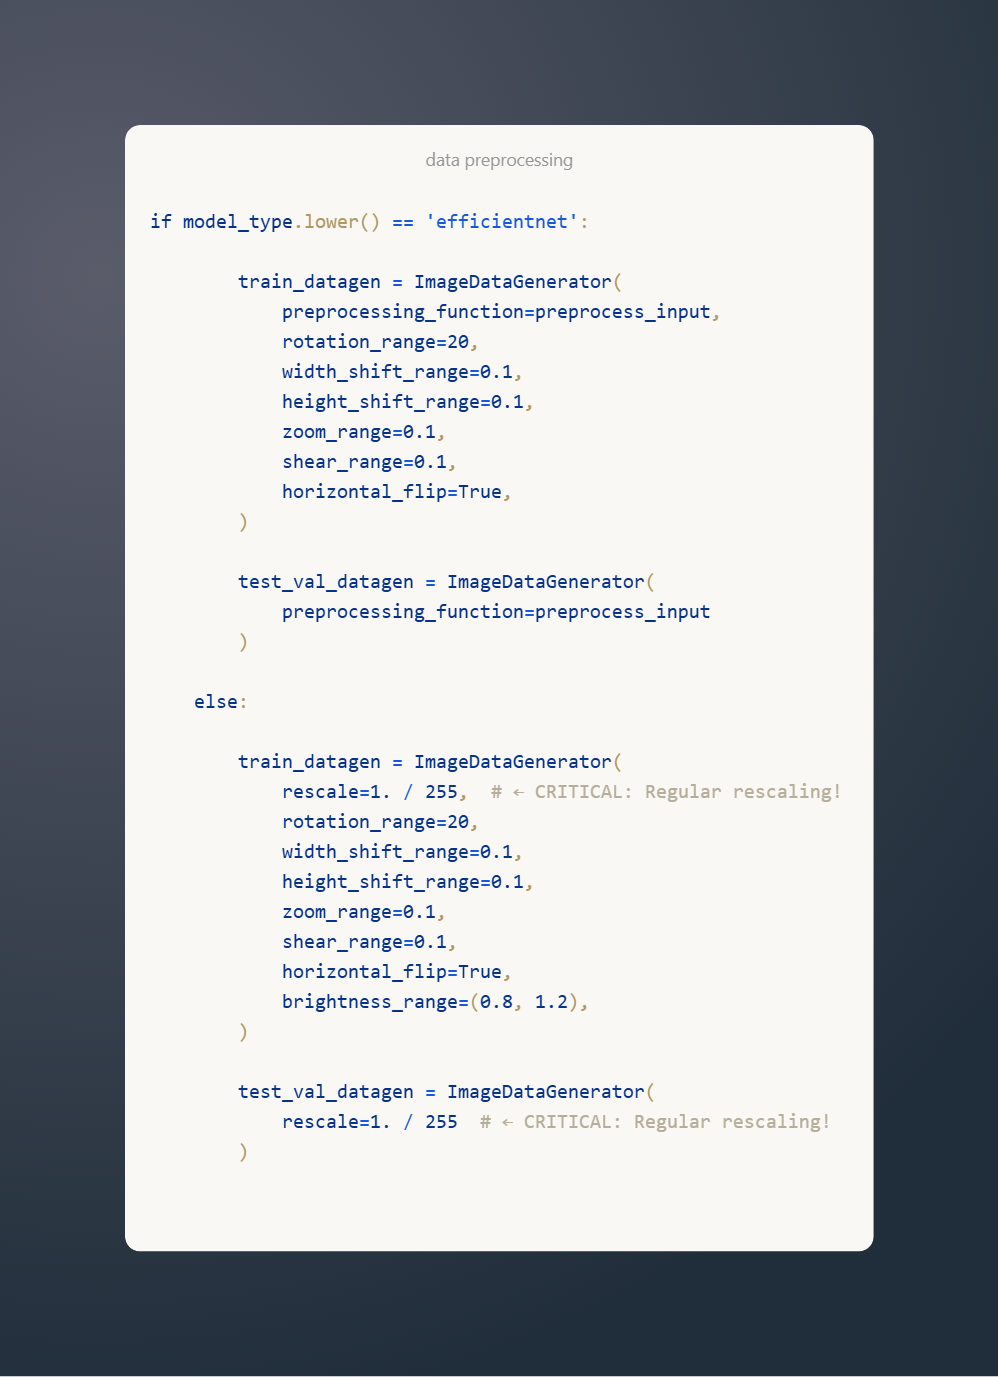 data preprocessing
if model_type.lower() == 'efficientnet':
        train_datagen = ImageDataGenerator(
            preprocessing_function=preprocess_input,
            rotation_range=20,
            width_shift_range=0.1,
            height_shift_range=0.1,
            zoom_range=0.1,
            shear_range=0.1,
            horizontal_flip=True,
        )
        test_val_datagen = ImageDataGenerator(
            preprocessing_function=preprocess_input
        )
    else:
        train_datagen = ImageDataGenerator(
            rescale=1. / 255,  # ← CRITICAL: Regular rescaling!
            rotation_range=20,
            width_shift_range=0.1,
            height_shift_range=0.1,
            zoom_range=0.1,
            shear_range=0.1,
            horizontal_flip=True,
            brightness_range=(0.8, 1.2),
        )
        test_val_datagen = ImageDataGenerator(
            rescale=1. / 255  # ← CRITICAL: Regular rescaling!
        )